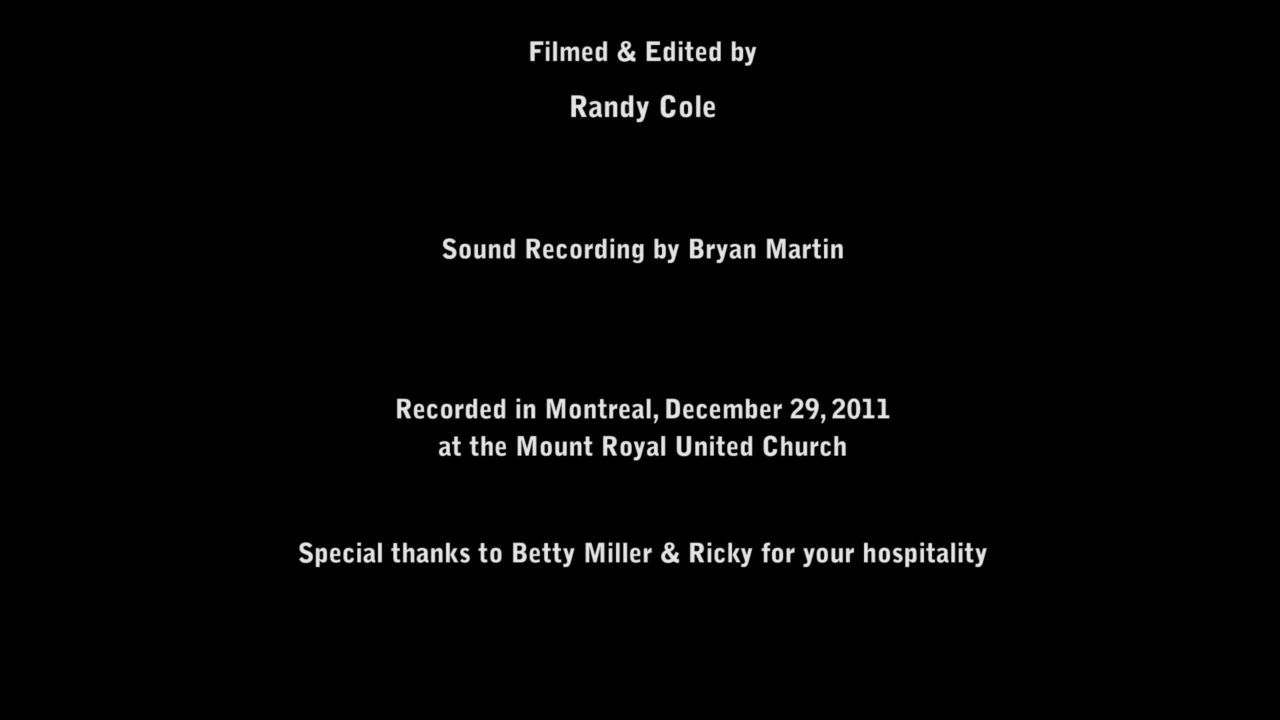 Filmed & Edited by
Randy Cole
Sound Recording by Bryan Martin
Recorded in Montreal, December 29, 2011
at the Mount Royal United Church
Special thanks to Betty Miller & Ricky for your hospitality